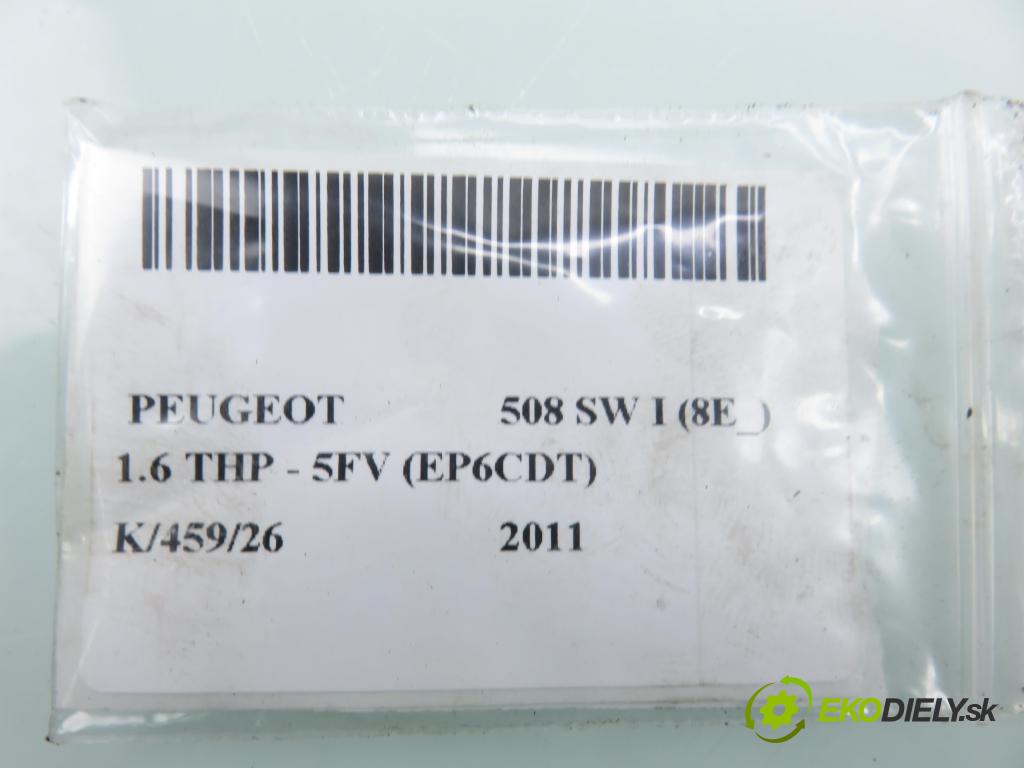 PEUGEOT 508 SW I (8E_)
1.6 THP - 5FV (EP6CDT)
K/459/26 2011
EKODIELY.sk